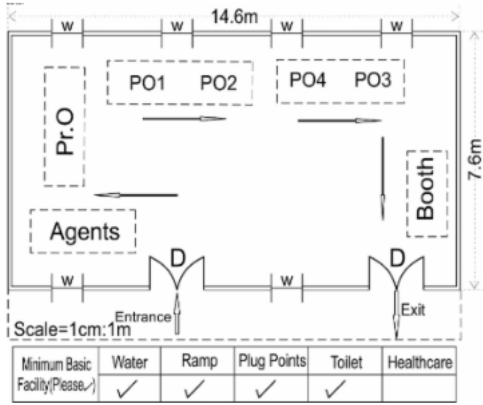 14.6m
W W W W
PO1 PO2 PO4 PO3
Pr.O
7.6m
Booth
Agents
D D
W W
Entrance Exit
Scale=1cm:1m
Minimum Basic Water Ramp Plug Points Toilet Healthcare
Facility(Please✓) ✓ ✓ ✓ ✓